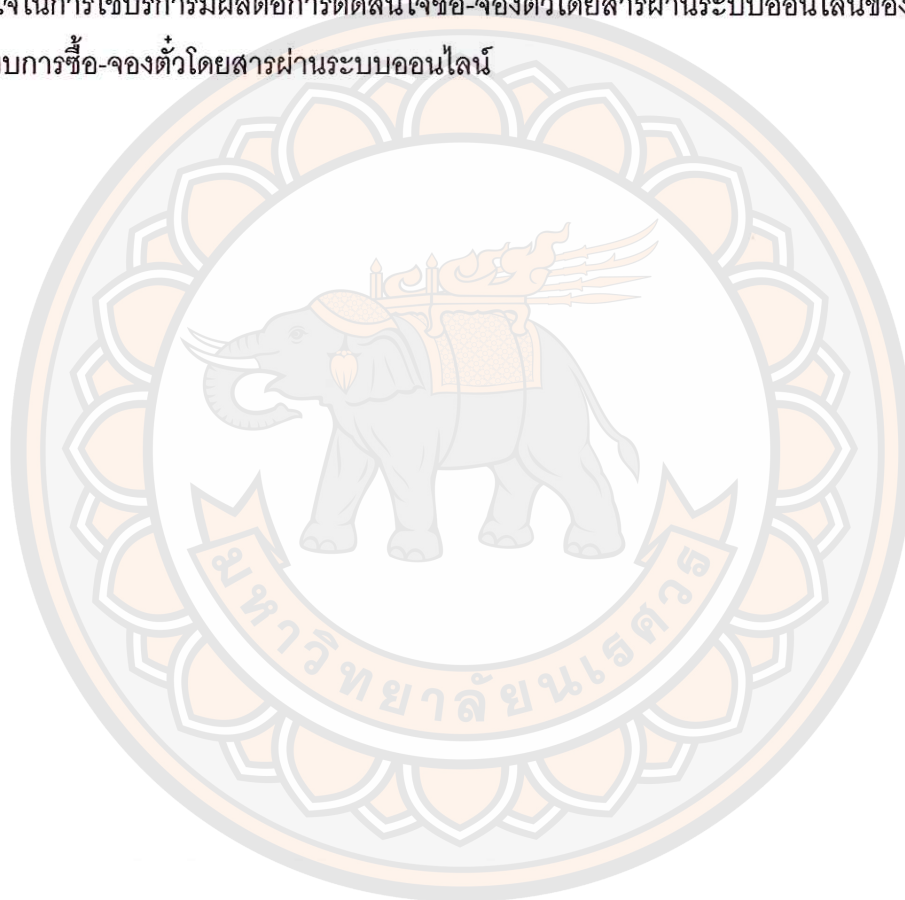 ใจในการใช้บริการมีผลต่อการตัดสินใจซื้อ-จองตั๋วโดยสารผ่านระบบออนไลน์ของ
บการซื้อ-จองตั๋วโดยสารผ่านระบบออนไลน์
มหาวิทยาลัยนเรศวร